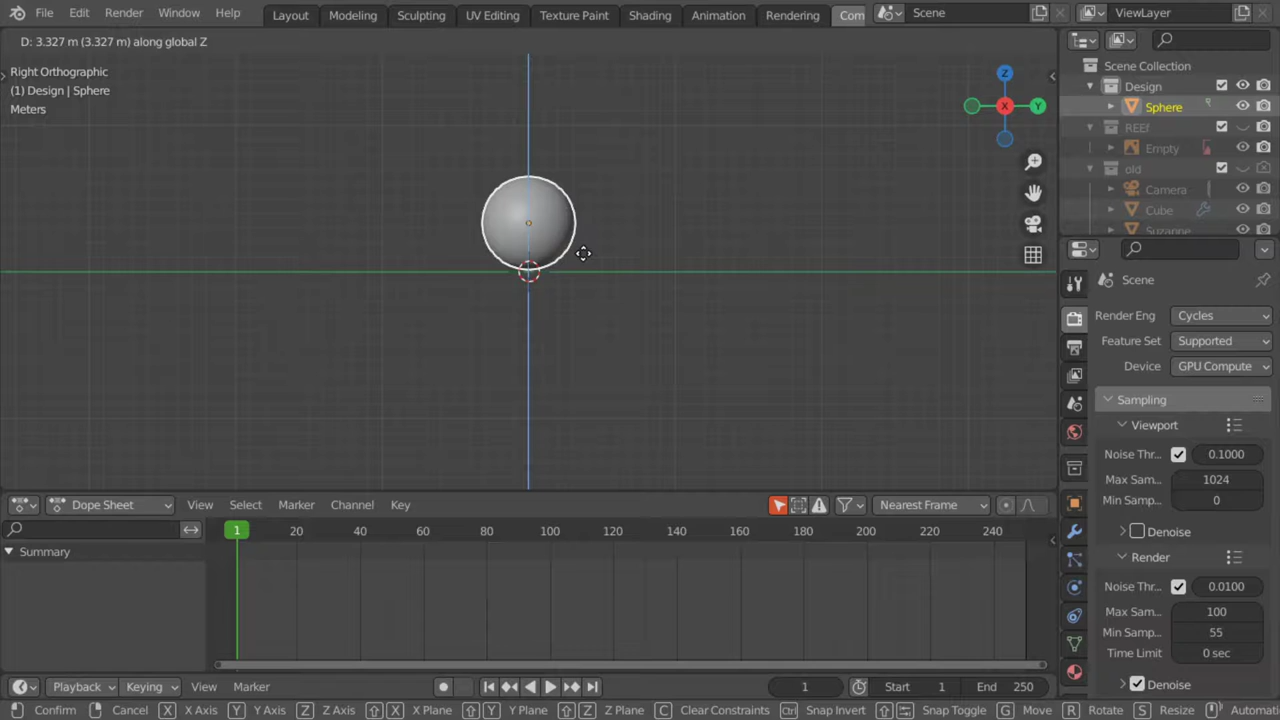 File Edit Render Window Help Layout Modeling Sculpting UV Editing Texture Paint Shading Animation Rendering Com Scene ViewLayer
D: 3.327 m (3.327 m) along global Z
Right Orthographic
(1) Design | Sphere
Meters
Z
Y
X
Scene Collection
Design
Sphere
REEf
Empty
old
Camera
Cube
Suzanne
Scene
Render Eng Cytles
Feature Set Supported
Device GPU Compute
Sampling
Viewport
Noise Thr... 0.1000
Max Sam... 1024
Min Samp... 0
Denoise
Render
Noise Thr... 0.0100
Max Sam... 100
Min Samp... 55
Time Limit 0 sec
Denoise
Dope Sheet View Select Marker Channel Key Nearest Frame
1 20 40 60 80 100 120 140 160 180 200 220 240
Summary
Playback Keying View Marker 1 Start 1 End 250
Confirm Cancel X X Axis Y Y Axis Z Z Axis X X Plane Y Y Plane Z Z Plane C Clear Constraints Ctrl Snap Invert Snap Toggle G Move R Rotate S Resize Automati